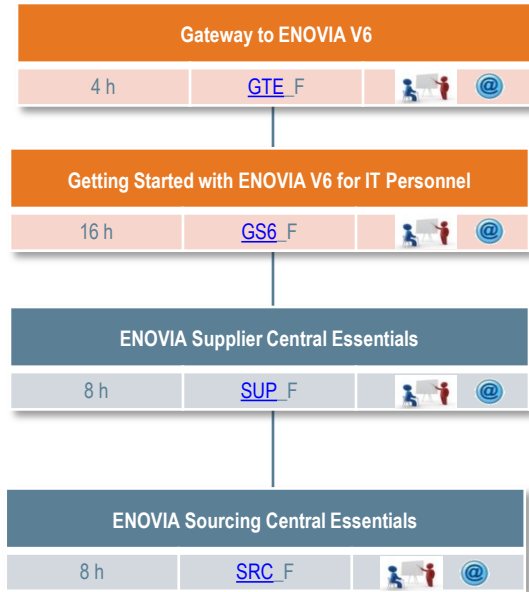 Gateway to ENOVIA V6
4 h GTE_F @
Getting Started with ENOVIA V6 for IT Personnel
16 h GS6_F @
ENOVIA Supplier Central Essentials
8 h SUP_F @
ENOVIA Sourcing Central Essentials
8 h SRC_F @